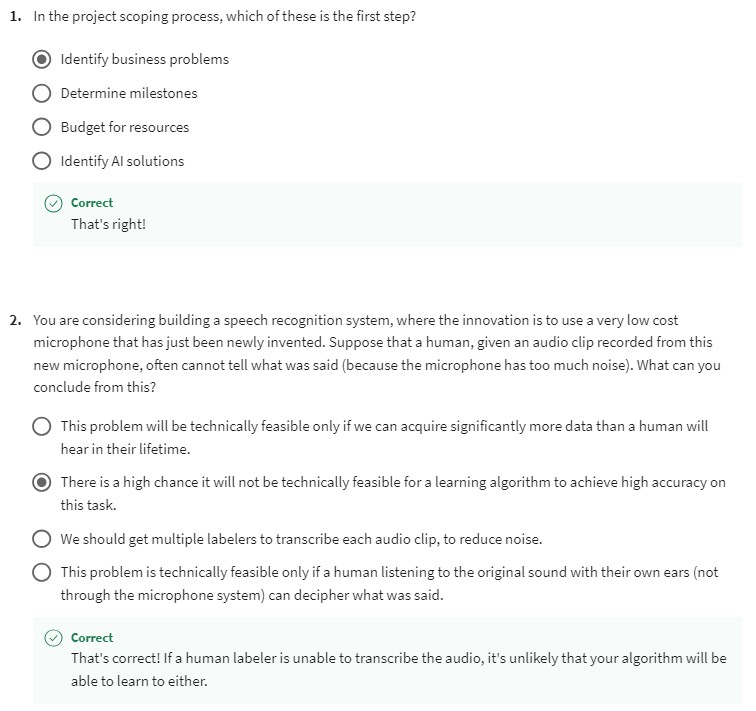 1. In the project scoping process, which of these is the first step?
Identify business problems
Determine milestones
Budget for resources
Identify AI solutions
Correct
That's right!
2. You are considering building a speech recognition system, where the innovation is to use a very low cost
microphone that has just been newly invented. Suppose that a human, given an audio clip recorded from this
new microphone, often cannot tell what was said (because the microphone has too much noise). What can you
conclude from this?
This problem will be technically feasible only if we can acquire significantly more data than a human will
hear in their lifetime.
There is a high chance it will not be technically feasible for a learning algorithm to achieve high accuracy on
this task.
We should get multiple labelers to transcribe each audio clip, to reduce noise.
This problem is technically feasible only if a human listening to the original sound with their own ears (not
through the microphone system) can decipher what was said.
Correct
That's correct! If a human labeler is unable to transcribe the audio, it's unlikely that your algorithm will be
able to learn to either.